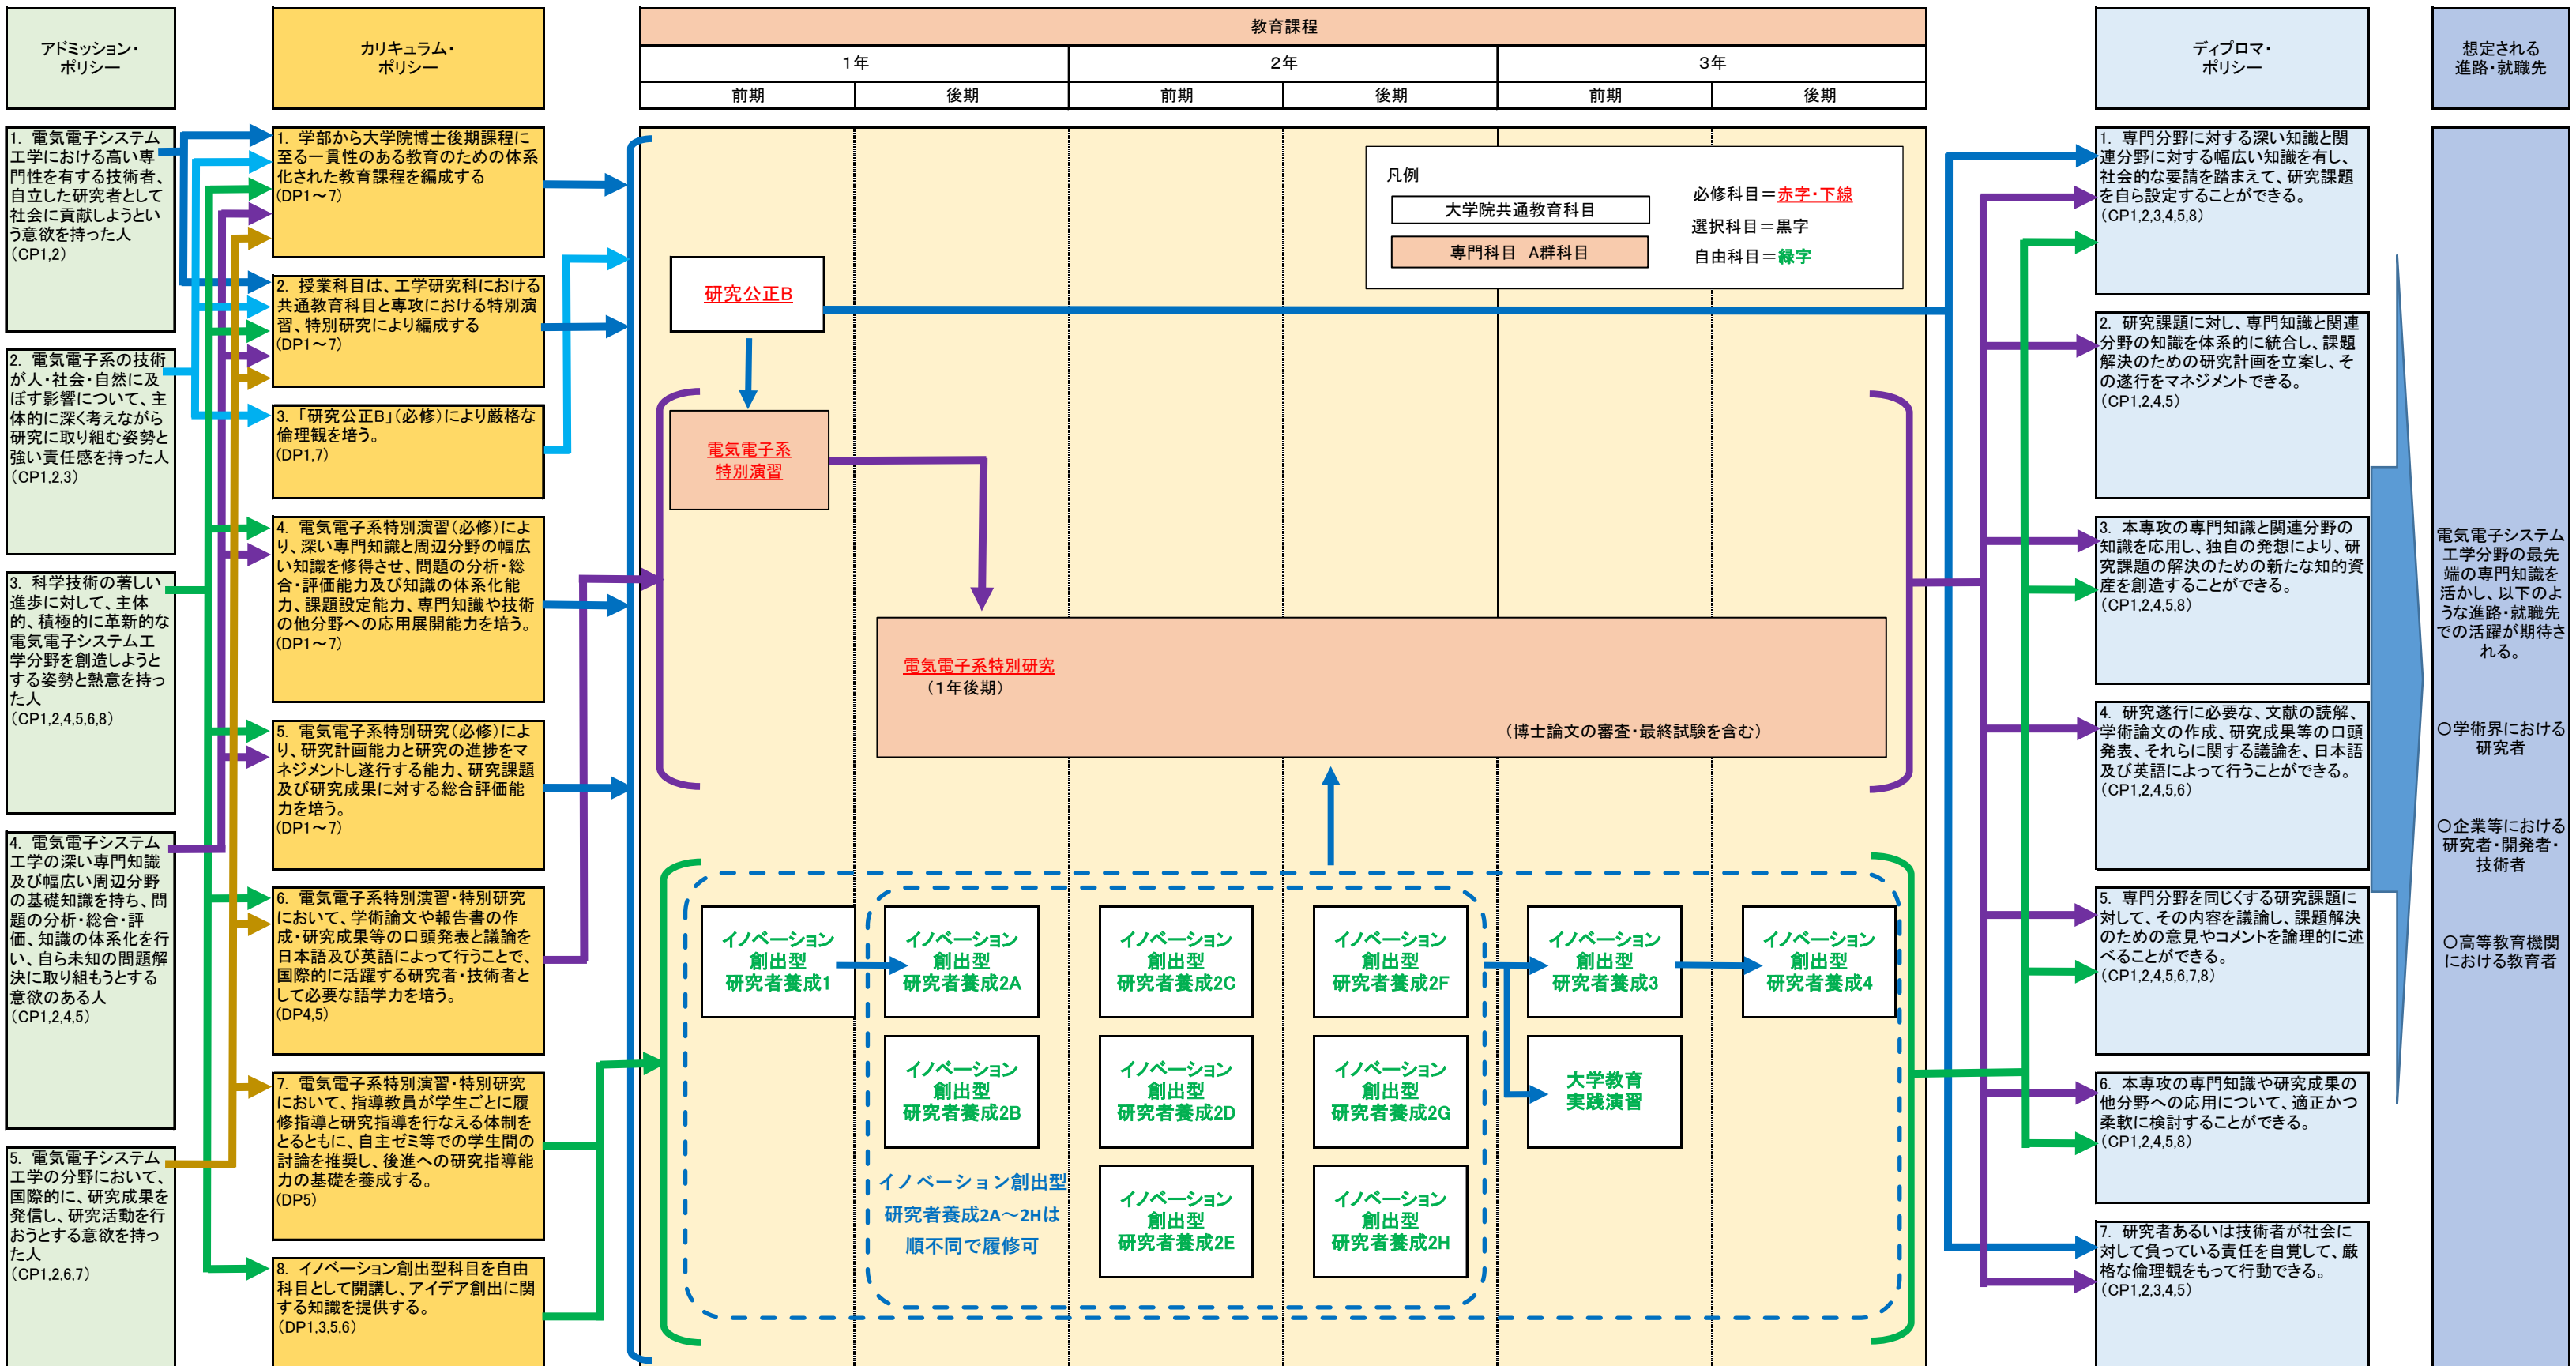 アドミッション・
ポリシー
カリキュラム・
ポリシー
教育課程
1年
2年
3年
前期
後期
前期
後期
前期
後期
ディプロマ・
ポリシー
想定される
進路・就職先
1. 電気電子システム
工学における高い専
門性を有する技術者、
自立した研究者として
社会に貢献しようとい
う意欲を持った人
(CP1,2)
2. 電気電子系の技術
が人・社会・自然に及
ぼす影響について、主
体的に深く考えながら
研究に取り組む姿勢と
強い責任感を持った人
(CP1,2,3)
3. 科学技術の著しい
進歩に対して、主体
的、積極的に革新的な
電気電子システム工
学分野を創造しようと
する姿勢と熱意を持っ
た人
(CP1,2,4,5,6,8)
4. 電気電子システム
工学の深い専門知識
及び幅広い周辺分野
の基礎知識を持ち、問
題の分析・総合・評
価、知識の体系化を行
い、自ら未知の問題解
決に取り組もうとする
意欲のある人
(CP1,2,4,5)
5. 電気電子システム
工学の分野において、
国際的に、研究成果を
発信し、研究活動を行
おうとする意欲を持っ
た人
(CP1,2,6,7)
1. 学部から大学院博士後期課程に
至る一貫性のある教育のための体系
化された教育課程を編成する
(DP1～7)
2. 授業科目は、工学研究科における
共通教育科目と専攻における特別演
習、特別研究により編成する
(DP1～7)
3. 「研究公正B」(必修)により厳格な
倫理観を培う。
(DP1,7)
4. 電気電子系特別演習(必修)によ
り、深い専門知識と周辺分野の幅広
い知識を修得させ、問題の分析・総
合・評価能力及び知識の体系化能
力、課題設定能力、専門知識や技術
の他分野への応用展開能力を培う。
(DP1～7)
5. 電気電子系特別研究(必修)によ
り、研究計画能力と研究の進捗をマ
ネジメントし遂行する能力、研究課題
及び研究成果に対する総合評価能
力を培う。
(DP1～7)
6. 電気電子系特別演習・特別研究
において、学術論文や報告書の作
成・研究成果等の口頭発表と議論を
日本語及び英語によって行うことで、
国際的に活躍する研究者・技術者と
して必要な語学力を培う。
(DP4,5)
7. 電気電子系特別演習・特別研究
において、指導教員が学生ごとに履
修指導と研究指導を行なえる体制を
とるとともに、自主ゼミ等での学生間の
討論を推奨し、後進への研究指導能
力の基礎を養成する。
(DP5)
8. イノベーション創出型科目を自由
科目として開講し、アイデア創出に関
する知識を提供する。
(DP1,3,5,6)
凡例
大学院共通教育科目
専門科目 A群科目
必修科目＝赤字・下線
選択科目＝黒字
自由科目＝緑字
研究公正B
電気電子系
特別演習
電気電子系特別研究
(1年後期)
(博士論文の審査・最終試験を含む)
イノベーション
創出型
研究者養成1
イノベーション
創出型
研究者養成2A
イノベーション
創出型
研究者養成2C
イノベーション
創出型
研究者養成2F
イノベーション
創出型
研究者養成3
イノベーション
創出型
研究者養成4
イノベーション
創出型
研究者養成2B
イノベーション
創出型
研究者養成2D
イノベーション
創出型
研究者養成2G
大学教育
実践演習
イノベーション創出型
研究者養成2A～2Hは
順不同で履修可
イノベーション
創出型
研究者養成2E
イノベーション
創出型
研究者養成2H
1. 専門分野に対する深い知識と関
連分野に対する幅広い知識を有し、
社会的な要請を踏まえて、研究課題
を自ら設定することができる。
(CP1,2,3,4,5,8)
2. 研究課題に対し、専門知識と関連
分野の知識を体系的に統合し、課題
解決のための研究計画を立案し、そ
の遂行をマネジメントできる。
(CP1,2,4,5)
3. 本専攻の専門知識と関連分野の
知識を応用し、独自の発想により、研
究課題の解決のための新たな知的資
産を創造することができる。
(CP1,2,4,5,8)
4. 研究遂行に必要な、文献の読解、
学術論文の作成、研究成果等の口頭
発表、それらに関する議論を、日本語
及び英語によって行うことができる。
(CP1,2,4,5,6)
5. 専門分野を同じくする研究課題に
対して、その内容を議論し、課題解決
のための意見やコメントを論理的に述
べることができる。
(CP1,2,4,5,6,7,8)
6. 本専攻の専門知識や研究成果の
他分野への応用について、適正かつ
柔軟に検討することができる。
(CP1,2,4,5,8)
7. 研究者あるいは技術者が社会に
対して負っている責任を自覚して、厳
格な倫理観をもって行動できる。
(CP1,2,3,4,5)
電気電子システム
工学分野の最先
端の専門知識を
活かし、以下のよ
うな進路・就職先
での活躍が期待さ
れる。
○学術界における
研究者
○企業等における
研究者・開発者・
技術者
○高等教育機関
における教育者